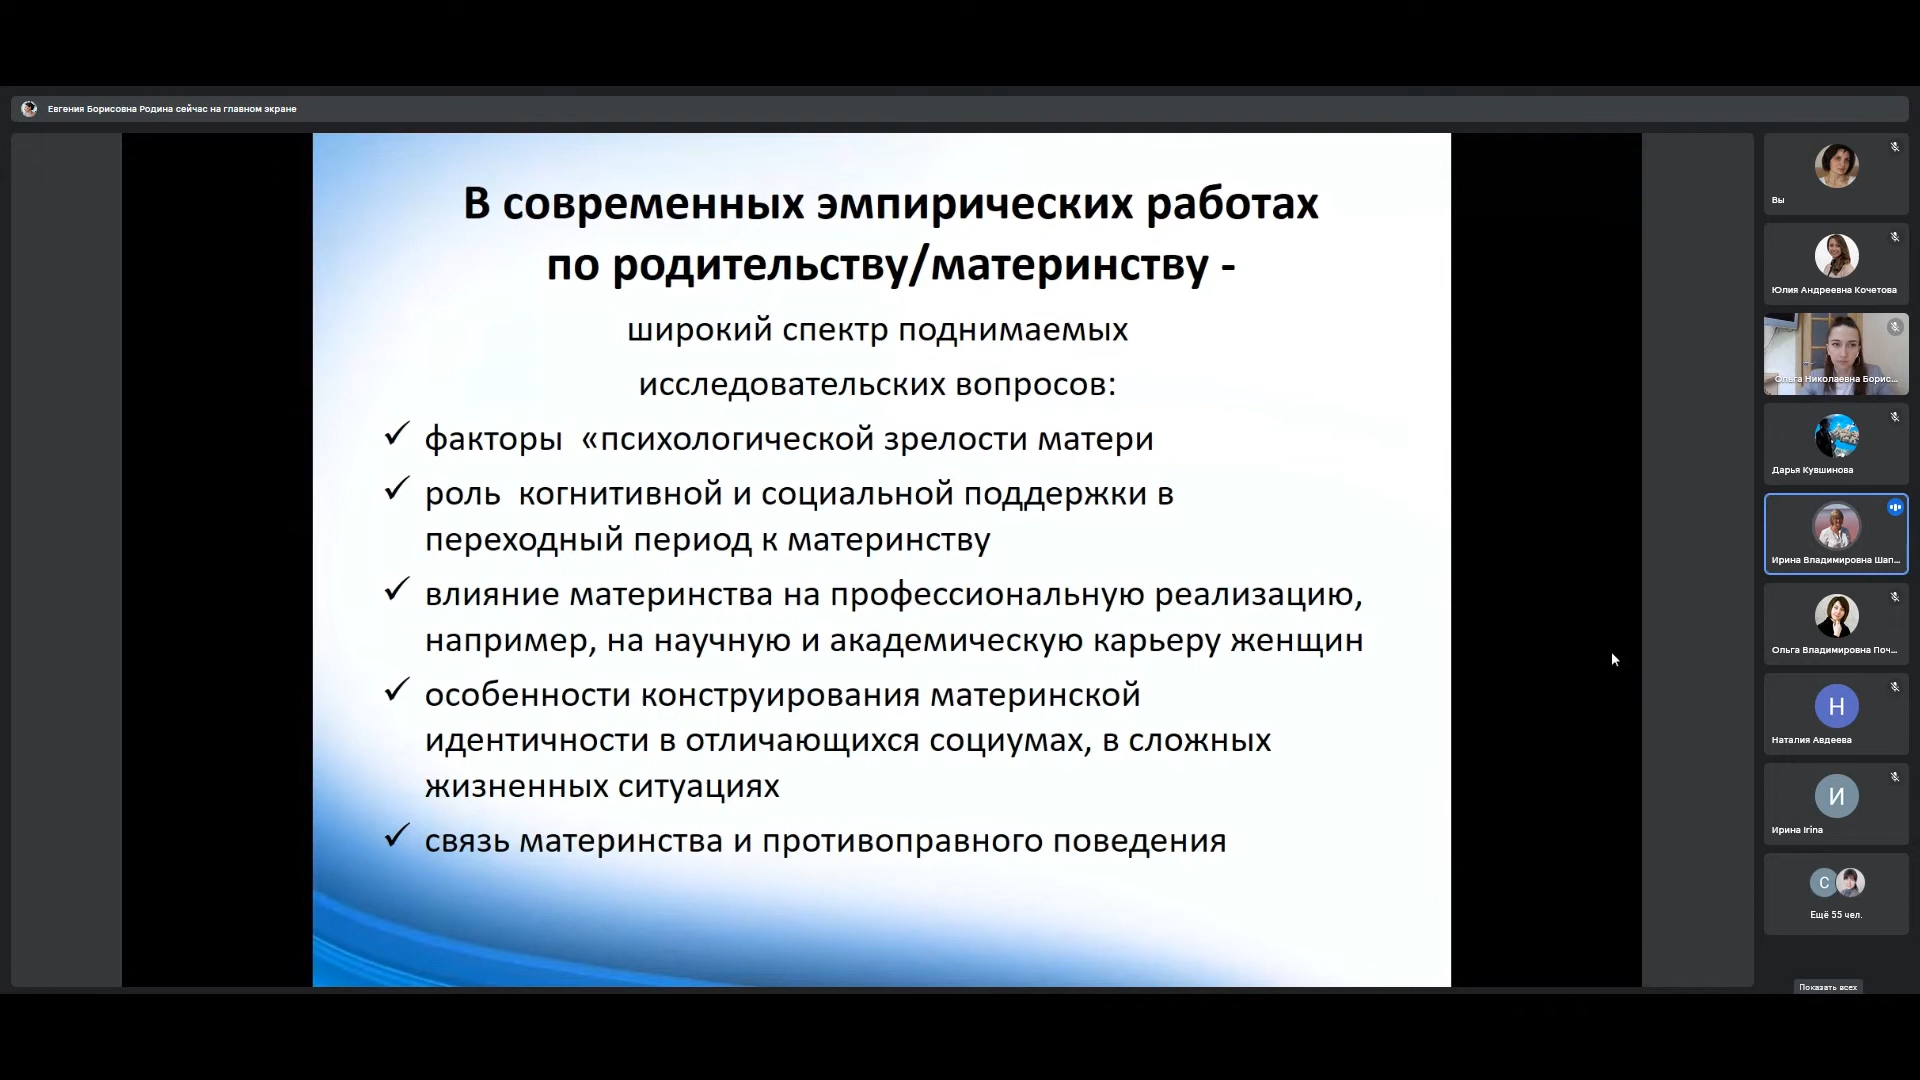 Евгения Борисовна Родина сейчас на главном экране
В современных эмпирических работах
по родительству/материнству -
широкий спектр поднимаемых
исследовательских вопросов:
✓ факторы «психологической зрелости матери
✓ роль когнитивной и социальной поддержки в
переходный период к материнству
✓ влияние материнства на профессиональную реализацию,
например, на научную и академическую карьеру женщин
✓ особенности конструирования материнской
идентичности в отличающихся социумах, в сложных
жизненных ситуациях
✓ связь материнства и противоправного поведения
Вы
Юлия Андреевна Кочетова
Ольга Николаевна Борис...
Дарья Кувшинова
Ирина Владимировна Шап...
Ольга Владимировна Поч...
Н
Наталия Авдеева
И
Ирина Irina
С
Ещё 55 чел.
Показать всех